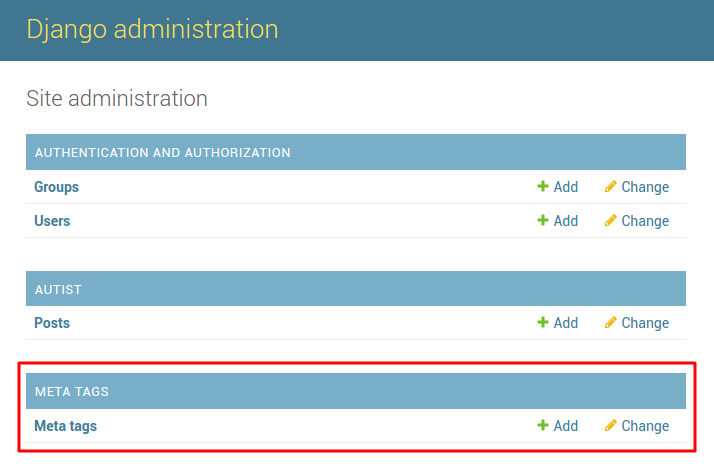 Django administration
Site administration
AUTHENTICATION AND AUTHORIZATION
Groups Add Change
Users Add Change
AUTIST
Posts Add Change
META TAGS
Meta tags Add Change